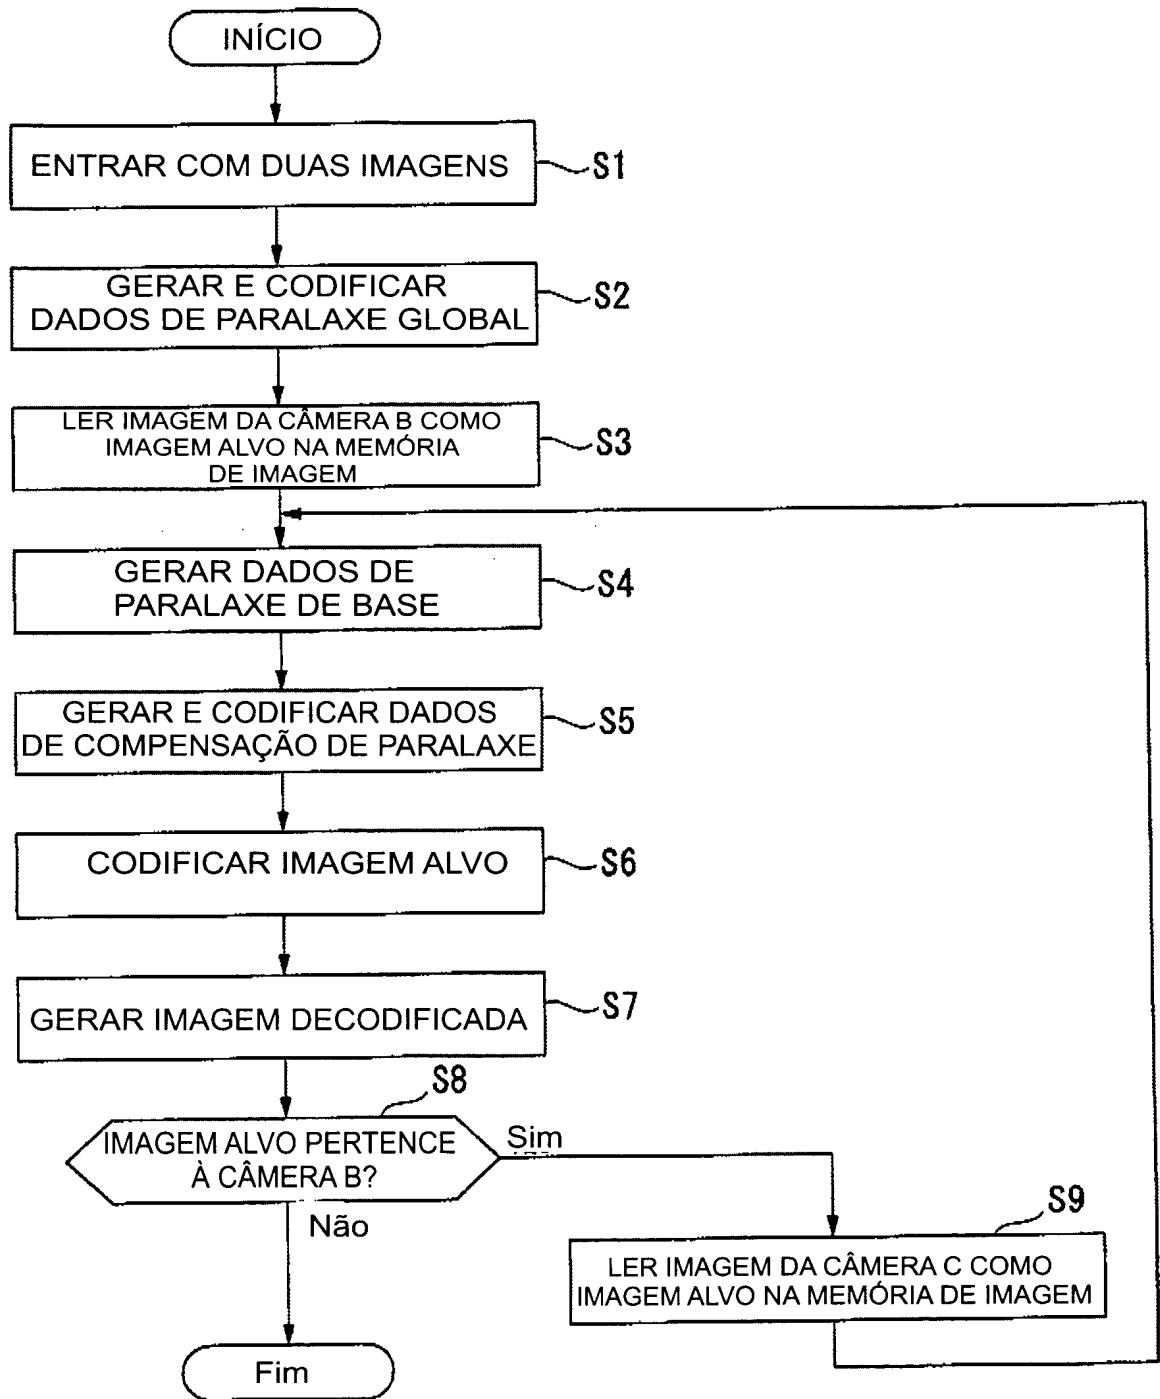 INÍCIO
ENTRAR COM DUAS IMAGENS
S1
GERAR E CODIFICAR
DADOS DE PARALAXE GLOBAL
S2
LER IMAGEM DA CÂMERA B COMO
IMAGEM ALVO NA MEMÓRIA
DE IMAGEM
S3
GERAR DADOS DE
PARALAXE DE BASE
S4
GERAR E CODIFICAR DADOS
DE COMPENSAÇÃO DE PARALAXE
S5
CODIFICAR IMAGEM ALVO
S6
GERAR IMAGEM DECODIFICADA
S7
S8
IMAGEM ALVO PERTENCE
À CÂMERA B?
Sim
Não
S9
LER IMAGEM DA CÂMERA C COMO
IMAGEM ALVO NA MEMÓRIA DE IMAGEM
Fim